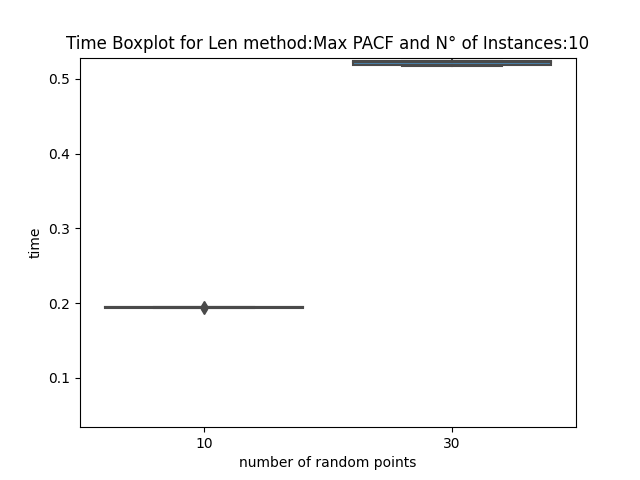 Time Boxplot for Len method:Max PACF and N° of Instances:10
0.5
0.4
0.3
0.2
0.1
time
10
30
number of random points